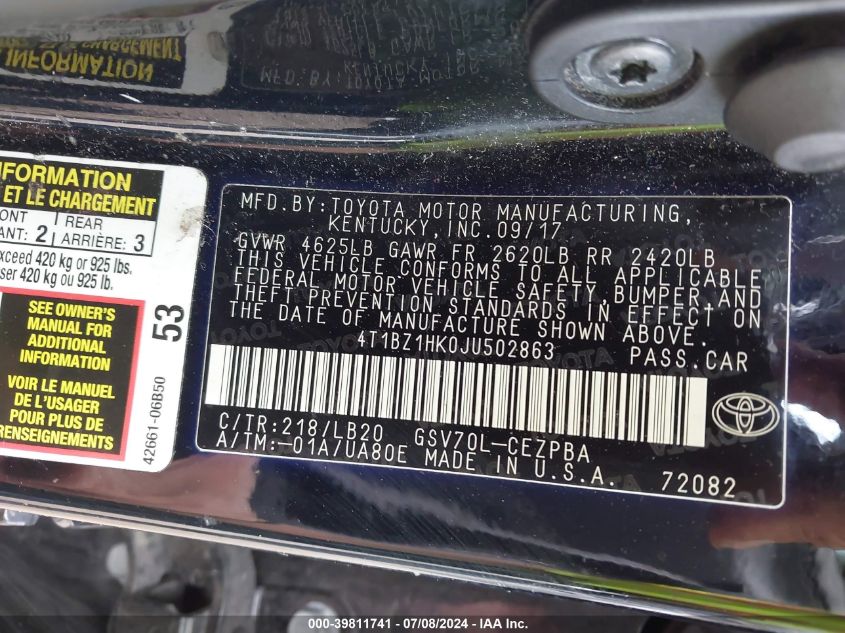 INFORMATION
ET LE CHARGEMENT
2 REAR
ARRIÈRE: 3
exceed 420 kg or 925 lbs.
420 kg ou 925 lb.
SEE OWNER'S
MANUAL FOR
ADDITIONAL
INFORMATION
VOIR LE MANUEL
DE L'USAGER
POUR PLUS DE
RENSEIGNEMENTS
42661-06B50
53
MFD.BY:TOYOTA MOTOR MANUFACTURING,
KENTUCKY,INC.09/17
GVWR 4625LB GAWR FR 2620LB RR 2420LB
THIS VEHICLE CONFORMS TO ALL APPLICABLE
FEDERAL MOTOR VEHICLE SAFETY,BUMPER,AND
THEFT PREVENTION STANDARDS IN EFFECT ON
THE DATE OF MANUFACTURE SHOWN ABOVE.
4T1BZ1HK0JU502863 PASS.CAR
C/TR:218/LB20 GSV70L-CEZPBA
A/TM:-01A/UA80E MADE IN U.S.A.
72082
000-39811741 - 07/08/2024 - IAA Inc.